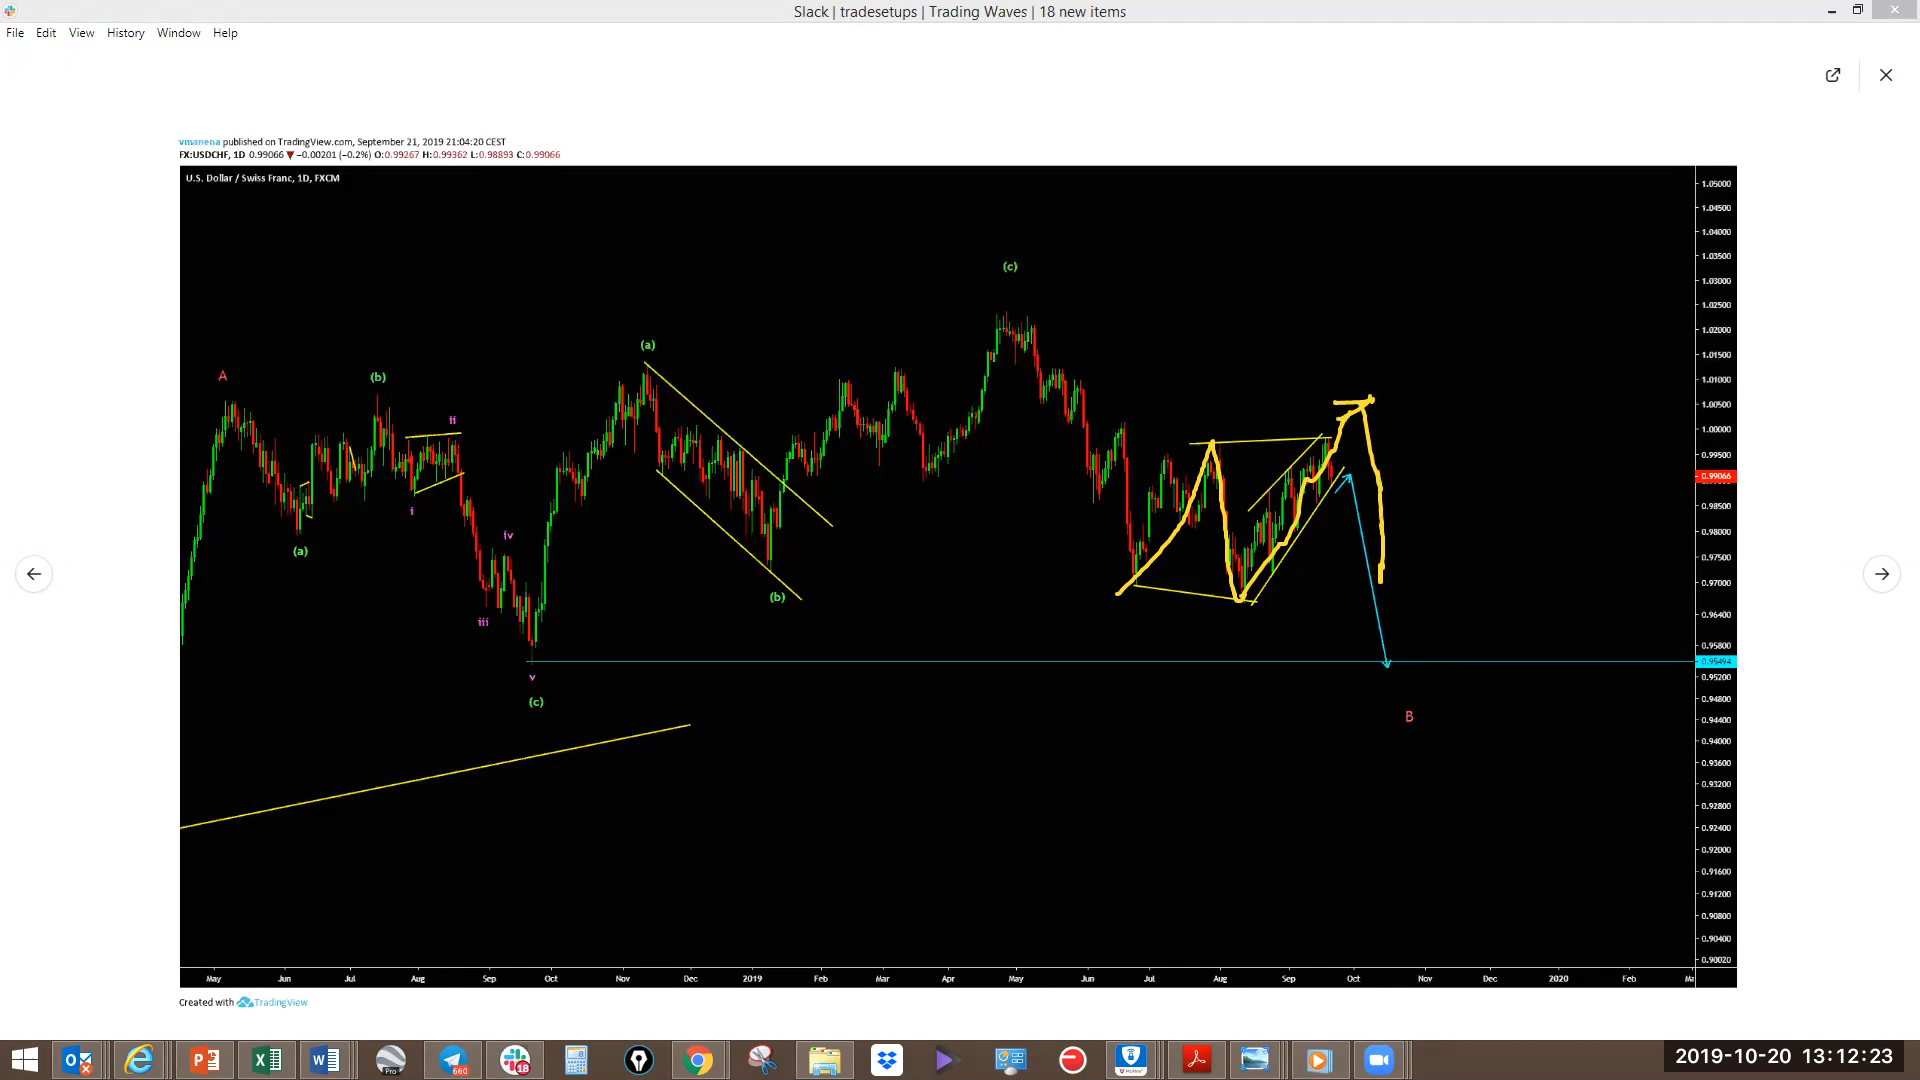 Slack | tradesetups | Trading Waves | 18 new items
File Edit View History Window Help
vmanena published on TradingView.com, September 21, 2019 21:04:20 CEST
FX:USDCHF, 1D 0.99066 ▼ −0.00201 (−0.2%) O:0.99267 H:0.99362 L:0.98893 C:0.99066
U.S. Dollar / Swiss Franc, 1D, FXCM
1.05000
1.04500
1.04000
1.03500
(c)
1.03000
1.02500
1.02000
(a)
1.01500
A
(b)
1.01000
1.00500
ii
1.00000
0.99500
0.99066
i
0.98500
iv
0.98000
(a)
0.97500
0.97000
(b)
0.96400
iii
0.95800
0.95494
v
0.95200
(c)
0.94800
B
0.94400
0.94000
0.93600
0.93200
0.92800
0.92400
0.92000
0.91600
0.91200
0.90800
0.90400
0.90020
May Jun Jul Aug Sep Oct Nov Dec 2019 Feb Mar Apr May Jun Jul Aug Sep Oct Nov Dec 2020 Feb
Created with TradingView
Pro
660
18
2019-10-20 13:12:23